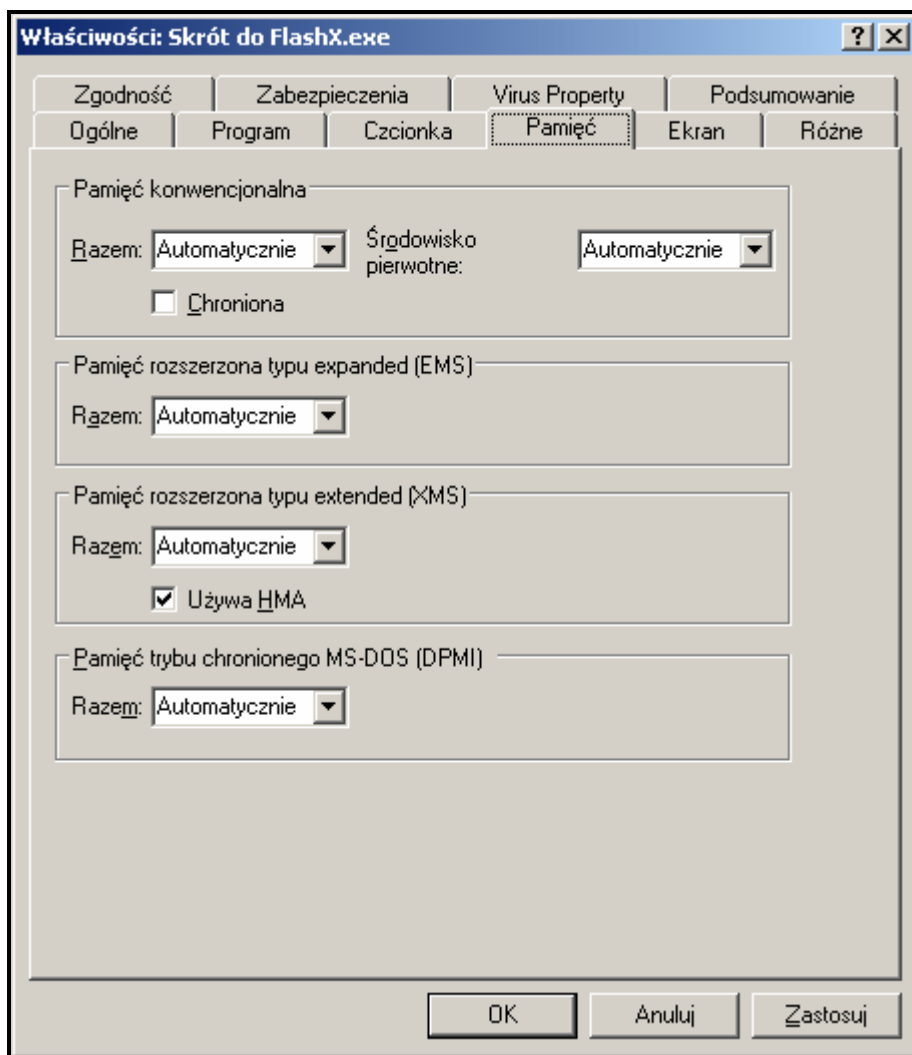 Właściwości: Skrót do FlashX.exe
Zgodność Zabezpieczenia Virus Property Podsumowanie
Ogólne Program Czcionka Pamięć Ekran Różne
Pamięć konwencjonalna
Razem: Automatycznie Środowisko pierwotne: Automatycznie
Chroniona
Pamięć rozszerzona typu expanded (EMS)
Razem: Automatycznie
Pamięć rozszerzona typu extended (XMS)
Razem: Automatycznie
Używa HMA
Pamięć trybu chronionego MS-DOS (DPMI)
Razem: Automatycznie
OK Anuluj Zastosuj